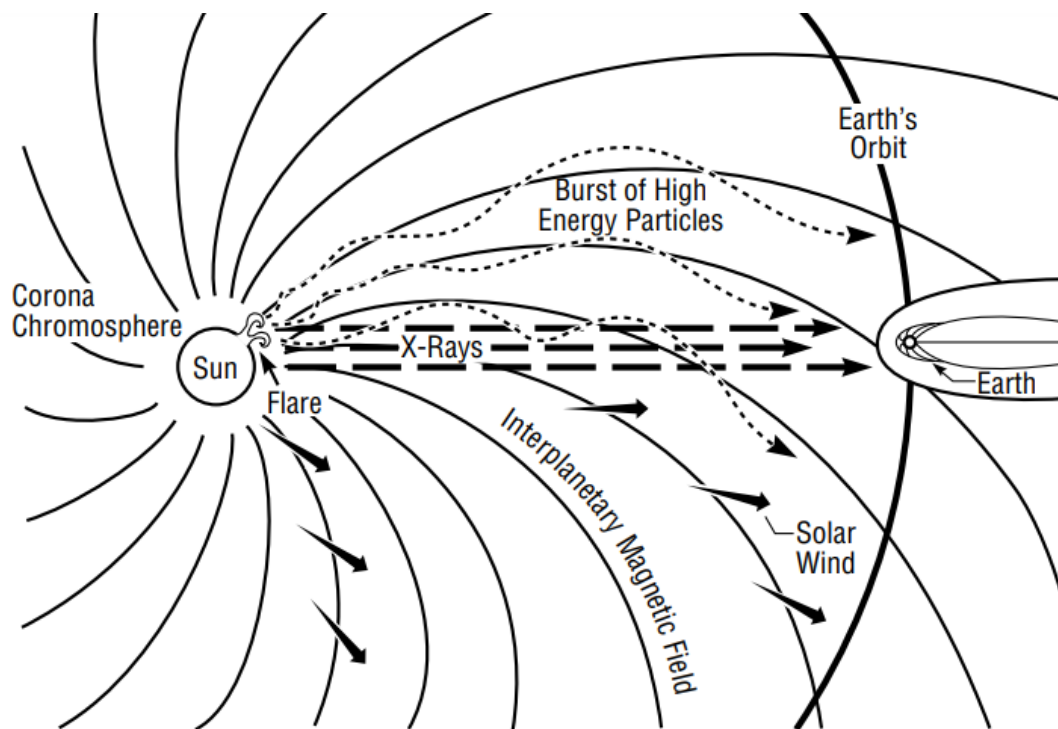 Earth's
Orbit
Burst of High
Energy Particles
Corona
Chromosphere
Sun
X-Rays
Flare
Earth
Interplanetary Magnetic Field
Solar
Wind